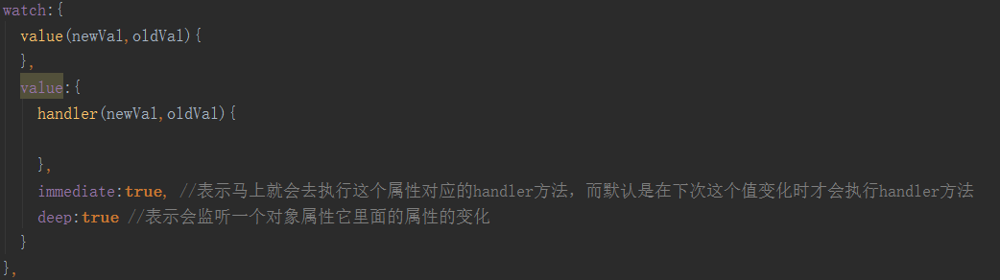 watch:{
value(newVal,oldVal){
},
value:{
handler(newVal,oldVal){
},
immediate:true, //表示马上就会去执行这个属性对应的handler方法，而默认是在下次这个值变化时才会执行handler方法
deep:true //表示会监听一个对象属性它里面的属性的变化
}
},